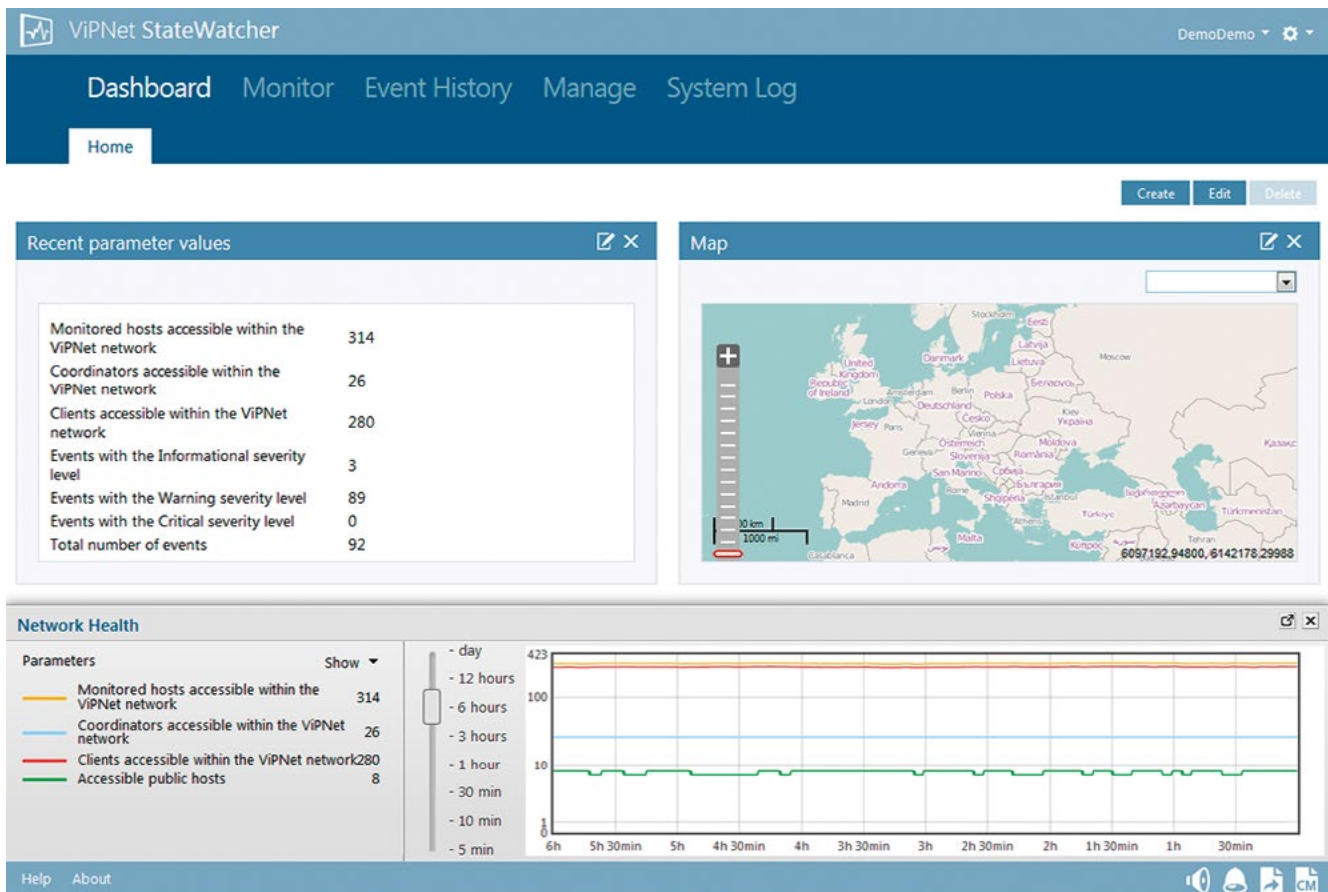 ViPNet StateWatcher
DemoDemo
Dashboard Monitor Event History Manage System Log
Home
Create Edit Delete
Recent parameter values
Monitored hosts accessible within the
ViPNet network
314
Coordinators accessible within the
ViPNet network
26
Clients accessible within the ViPNet
network
280
Events with the Informational severity
level
3
Events with the Warning severity level 89
Events with the Critical severity level 0
Total number of events 92
Map
Stockholm
Eesti
Latvija
Lietuva
Moscow
United
Kingdom
Danmark
Republic
of Ireland
London
Amsterdam
Berlin
Polska
Беларусь
Deutschland
Kiev
Україна
Jersey
Paris
Česko
Vienna
Österreich
Moldova
Geneva
Slovenija
România
San Marino
Србија
Andorra
Rome
България
Madrid
Shqipëria
Istanbul
Azərbaycan
Türkiye
Türkmenistan
Athens
Malta
Casablanca
Tehran
Κύπρος
1000 mi
6097192,94800, 6142178,29988
Network Health
Parameters Show
Monitored hosts accessible within the
ViPNet network
314
Coordinators accessible within the ViPNet
network
26
Clients accessible within the ViPNet network280
Accessible public hosts 8
- day
- 12 hours
- 6 hours
- 3 hours
- 1 hour
- 30 min
- 10 min
- 5 min
423
100
10
1
0
6h 5h 30min 5h 4h 30min 4h 3h 30min 3h 2h 30min 2h 1h 30min 1h 30min
Help About
CM